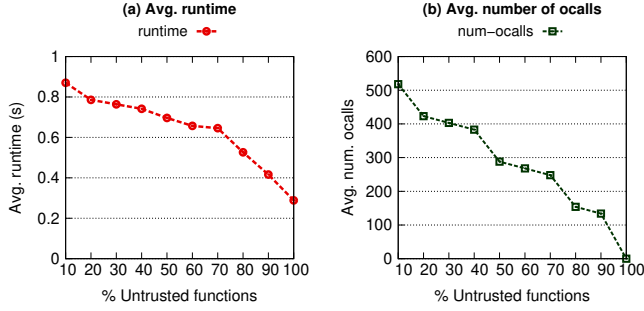 (a) Avg. runtime
runtime
Avg. runtime (s)
1
0.8
0.6
0.4
0.2
0
10 20 30 40 50 60 70 80 90 100
% Untrusted functions
(b) Avg. number of ocalls
num−ocalls
Avg. num. ocalls
600
500
400
300
200
100
0
10 20 30 40 50 60 70 80 90 100
% Untrusted functions